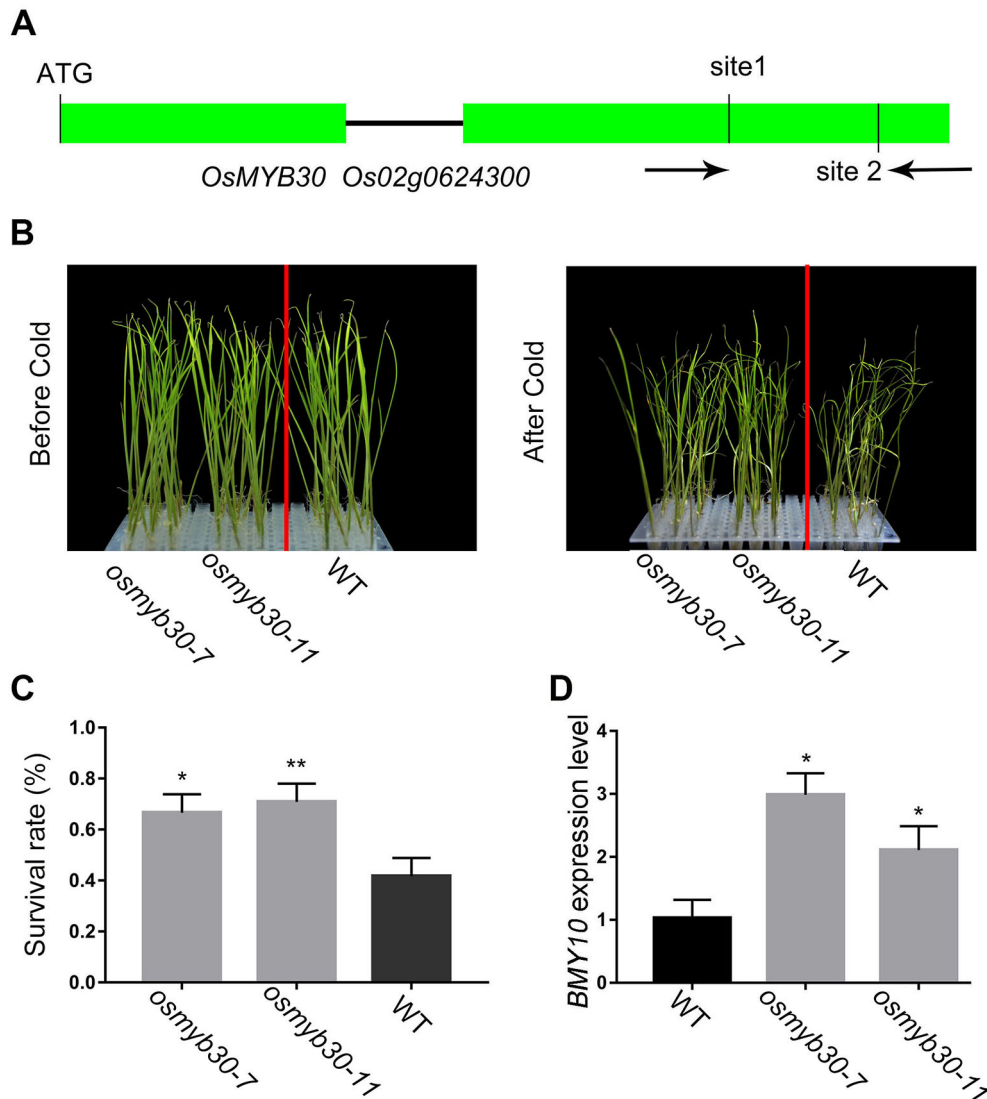 A
ATG
site1
OsMYB30 Os02g0624300
site 2
B
Before Cold
osmyb30-7
osmyb30-11
WT
After Cold
osmyb30-7
osmyb30-11
WT
C
Survival rate (%)
1.0
0.8
0.6
0.4
0.2
0.0
*
**
osmyb30-7
osmyb30-11
WT
D
BMY10 expression level
4
3
2
1
0
*
*
WT
osmyb30-7
osmyb30-11